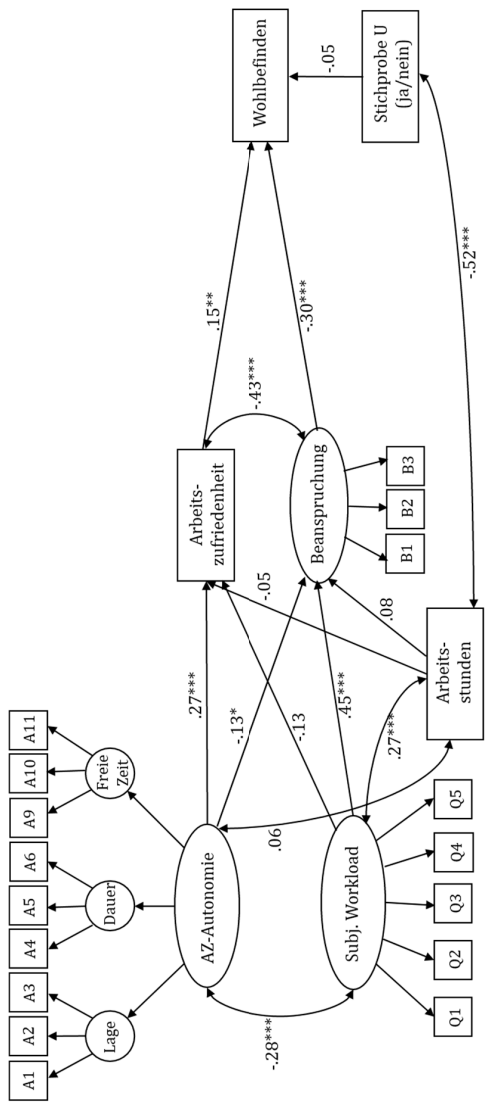 A1
A2
A3
A4
A5
A6
A9
A10
A11
Lage
Dauer
Freie
Zeit
AZ-Autonomie
.27***
Arbeits-
zufriedenheit
.15**
Wohlbefinden
-.28***
.06
-.13*
-.13
-.05
-.43***
-.30***
-.05
Subj. Workload
.45***
Beanspruchung
Stichprobe U
(ja/nein)
.27***
.08
B1
B2
B3
Q1
Q2
Q3
Q4
Q5
Arbeits-
stunden
-.52***